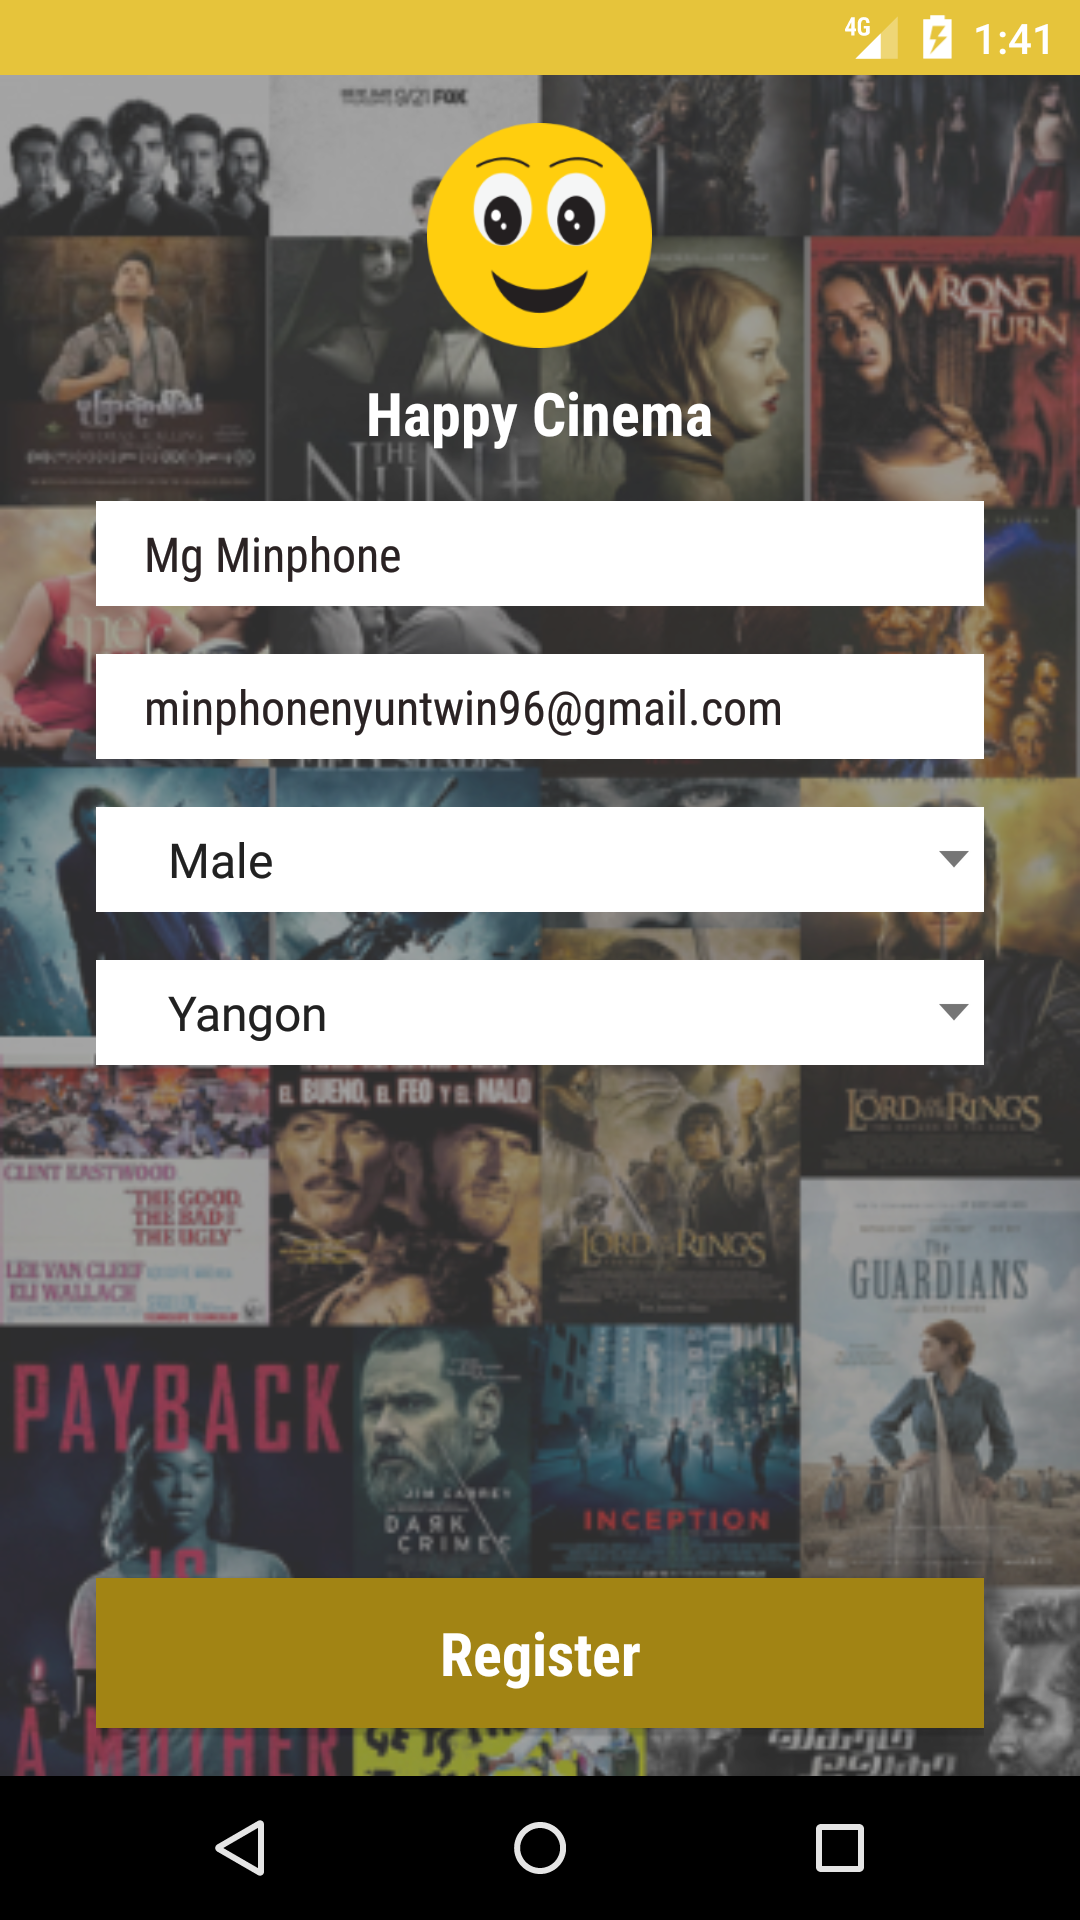 4G 1:41
9/21 FOX
WRONG
TURN
Happy Cinema
THE
NUN
Mg Minphone
me
minphonenyuntwin96@gmail.com
Male
Yangon
EL BUENO, EL FEO Y EL MALO
LORD OF THE RINGS
CLINT EASTWOOD
"THE GOOD,
THE BAD &
THE UGLY"
LEE VAN CLEEF
ELI WALLACH
LORD OF THE RINGS
The
GUARDIANS
PAYBACK
JIM CARREY
DARK
CRIMES
INCEPTION
IS
Register
A MOTHER